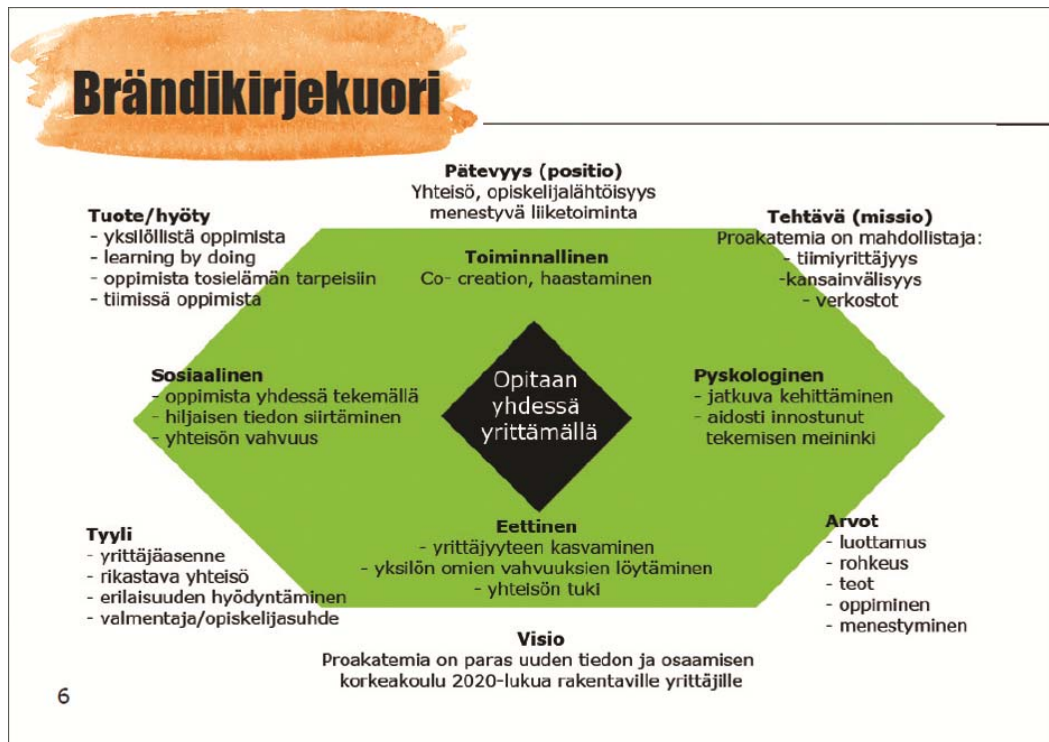 Brändikirjekuori
Pätevyys (positio)
Yhteisö, opiskelijalähtöisyys
menestyvä liiketoiminta
Tuote/hyöty
- yksilöllistä oppimista
- learning by doing
- oppimista tosielämän tarpeisiin
- tiimissä oppimista
Toiminnallinen
Co- creation, haastaminen
Tehtävä (missio)
Proakatemia on mahdollistaja:
- tiimiyrittäjyys
-kansainvälisyys
- verkostot
Sosiaalinen
- oppimista yhdessä tekemällä
- hiljaisen tiedon siirtäminen
- yhteisön vahvuus
Opitaan
yhdessä
yrittämällä
Pyskologinen
- jatkuva kehittäminen
- aidosti innostunut
tekemisen meininki
Tyyli
- yrittäjäasenne
- rikastava yhteisö
- erilaisuuden hyödyntäminen
- valmentaja/opiskelijasuhde
Eettinen
- yrittäjyyteen kasvaminen
- yksilön omien vahvuuksien löytäminen
- yhteisön tuki
Arvot
- luottamus
- rohkeus
- teot
- oppiminen
- menestyminen
Visio
Proakatemia on paras uuden tiedon ja osaamisen
korkeakoulu 2020-lukua rakentaville yrittäjille
6